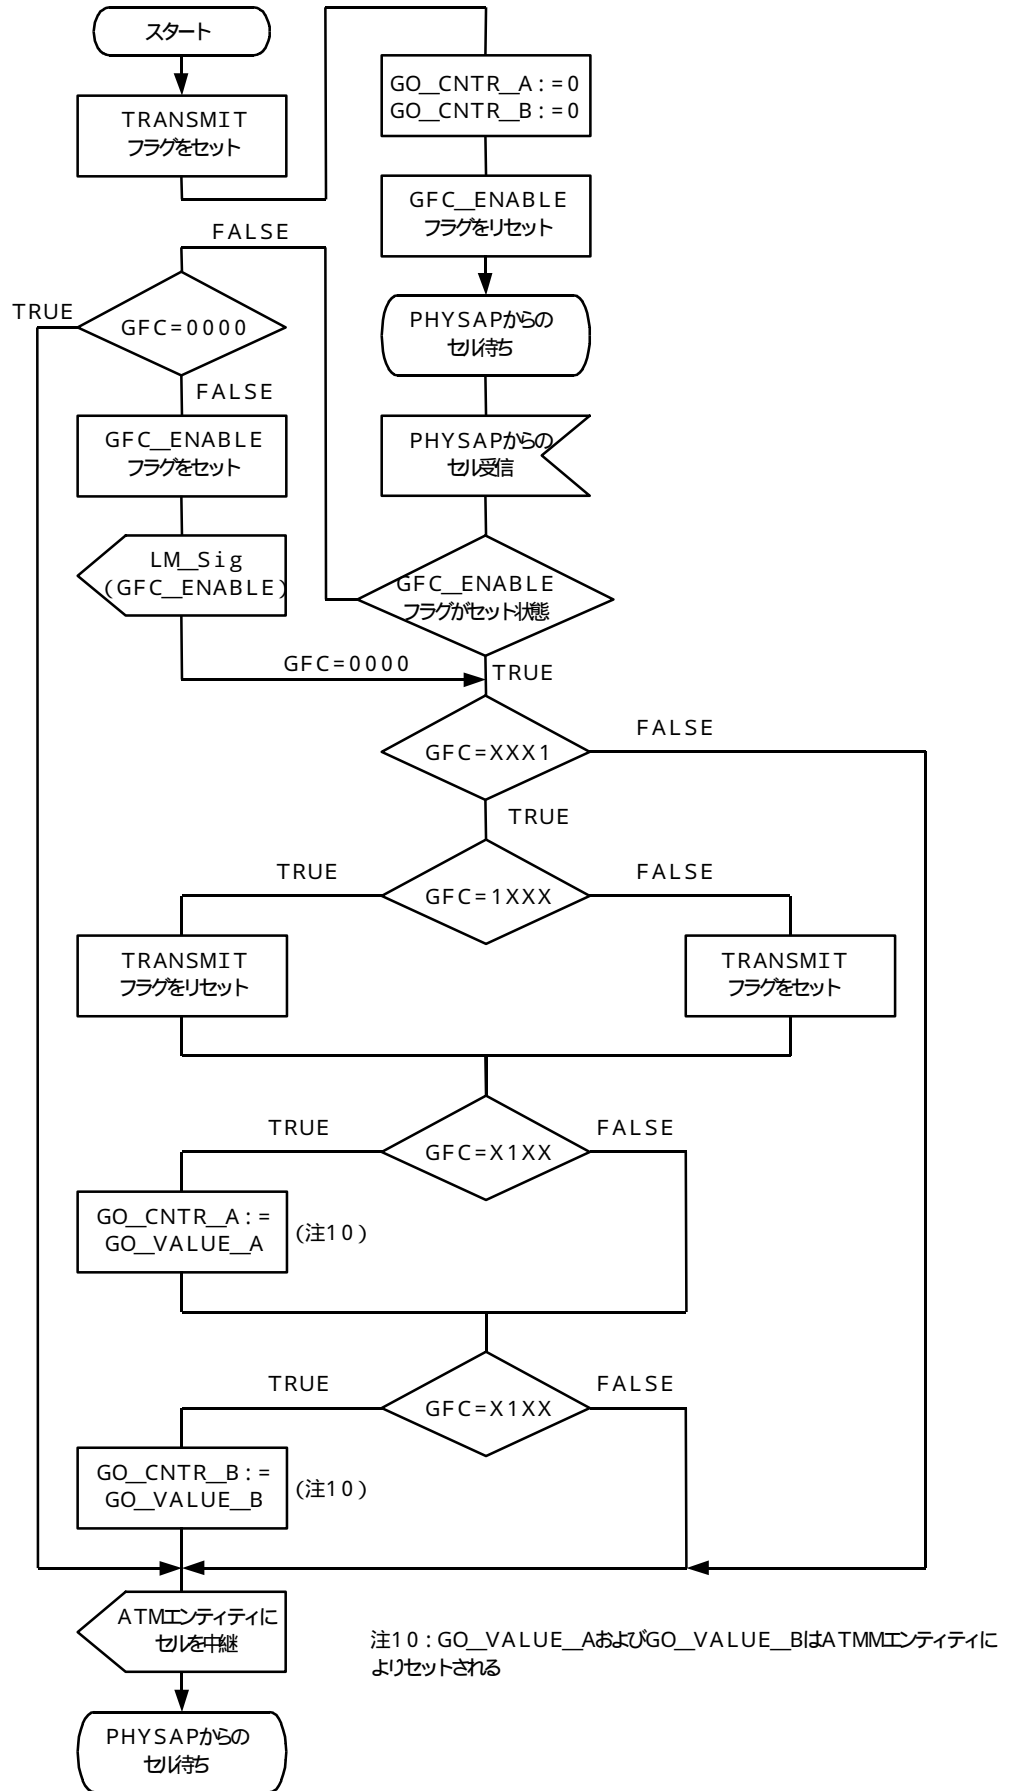 スタート
TRANSMIT
フラグをセット
GO_CNTR_A:=0
GO_CNTR_B:=0
GFC_ENABLE
フラグをリセット
PHYSAPからの
セル待ち
PHYSAPからの
セル受信
GFC_ENABLE
フラグがセット状態
FALSE
TRUE
GFC=0000
TRUE
FALSE
GFC_ENABLE
フラグをセット
LM_Sig
(GFC_ENABLE)
GFC=0000
GFC=XXX1
FALSE
TRUE
GFC=1XXX
TRUE
FALSE
TRANSMIT
フラグをリセット
TRANSMIT
フラグをセット
GFC=X1XX
TRUE
FALSE
GO_CNTR_A:=
GO_VALUE_A
(注10)
GFC=X1XX
TRUE
FALSE
GO_CNTR_B:=
GO_VALUE_B
(注10)
ATMエンティティに
セルを中継
PHYSAPからの
セル待ち
注10:GO_VALUE_AおよびGO_VALUE_BはATMMエンティティに
よりセットされる